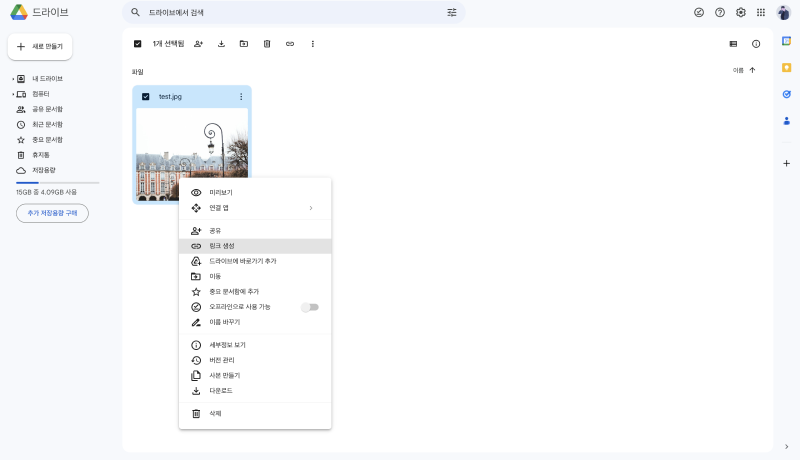 드라이브
드라이브에서 검색
새로 만들기
1개 선택됨
내 드라이브
컴퓨터
공유 문서함
최근 문서함
중요 문서함
휴지통
저장용량
15GB 중 4.09GB 사용
추가 저장용량 구매
파일
이름
test.jpg
미리보기
연결 앱
공유
링크 생성
드라이브에 바로가기 추가
이동
중요 문서함에 추가
오프라인으로 사용 가능
이름 바꾸기
세부정보 보기
버전 관리
사본 만들기
다운로드
삭제